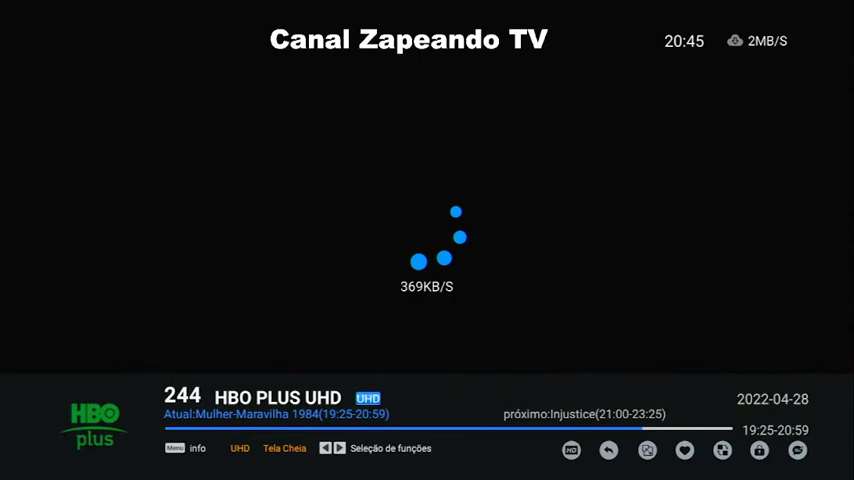 Canal Zapeando TV
20:45
2MB/S
369KB/S
HBO
plus
244 HBO PLUS UHD UHD
2022-04-28
Atual:Mulher-Maravilha 1984(19:25-20:59)
próximo:Injustice(21:00-23:25)
19:25-20:59
Menu info UHD Tela Cheia Seleção de funções
HD